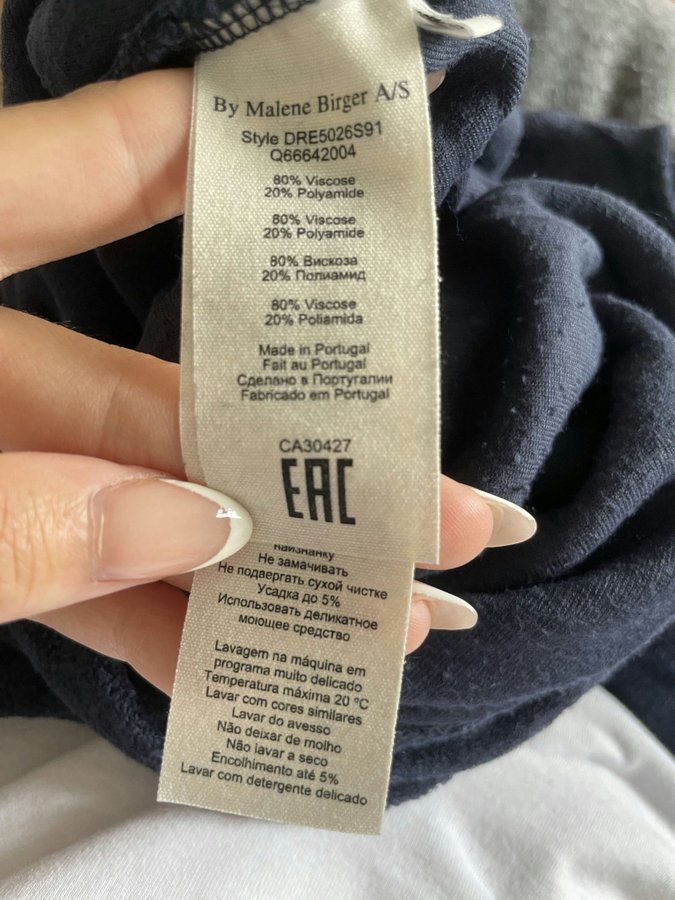 By Malene Birger A/S
Style DRE5026S91
Q66642004
80% Viscose
20% Polyamide
80% Viscose
20% Polyamide
80% Вискоза
20% Полиамид
80% Viscose
20% Poliamida
Made in Portugal
Fait au Portugal
Сделано в Португалии
Fabricado em Portugal
CA30427
EAC
наизнанку
Не замачивать
Не подвергать сухой чистке
Усадка до 5%
Использовать деликатное
моющее средство
Lavagem na máquina em
programa muito delicado
Temperatura máxima 20 ºC
Lavar com cores similares
Lavar do avesso
Não deixar de molho
Não lavar a seco
Encolhimento até 5%
Lavar com detergente delicado